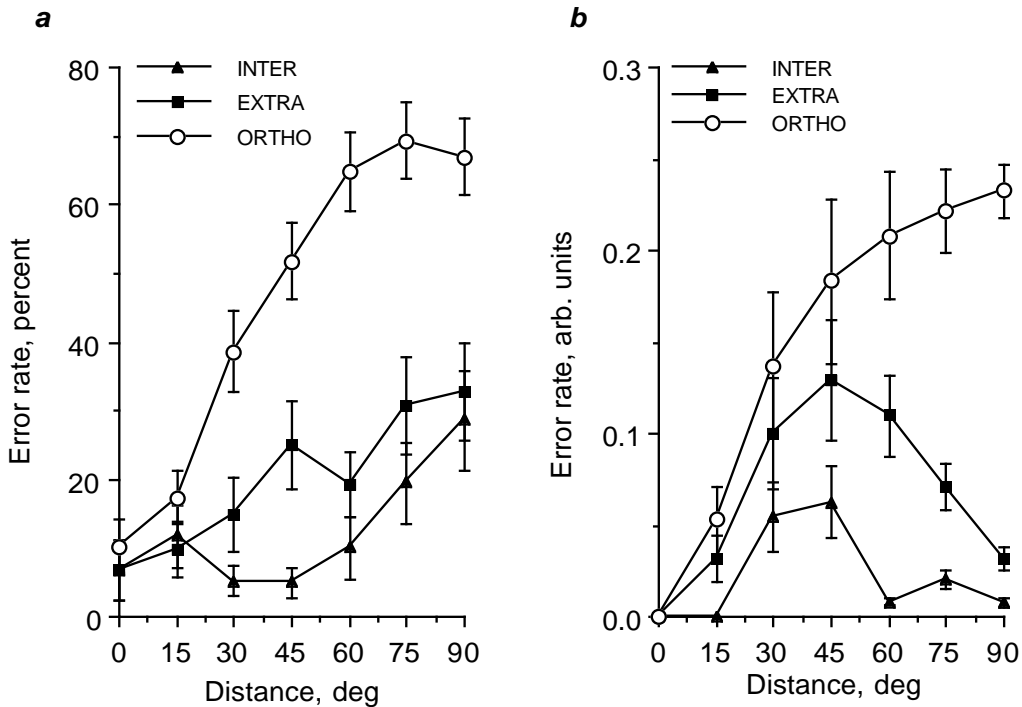 a
INTER
EXTRA
ORTHO
80
60
40
20
0
Error rate, percent
0 15 30 45 60 75 90
Distance, deg
b
INTER
EXTRA
ORTHO
0.3
0.2
0.1
0.0
Error rate, arb. units
0 15 30 45 60 75 90
Distance, deg